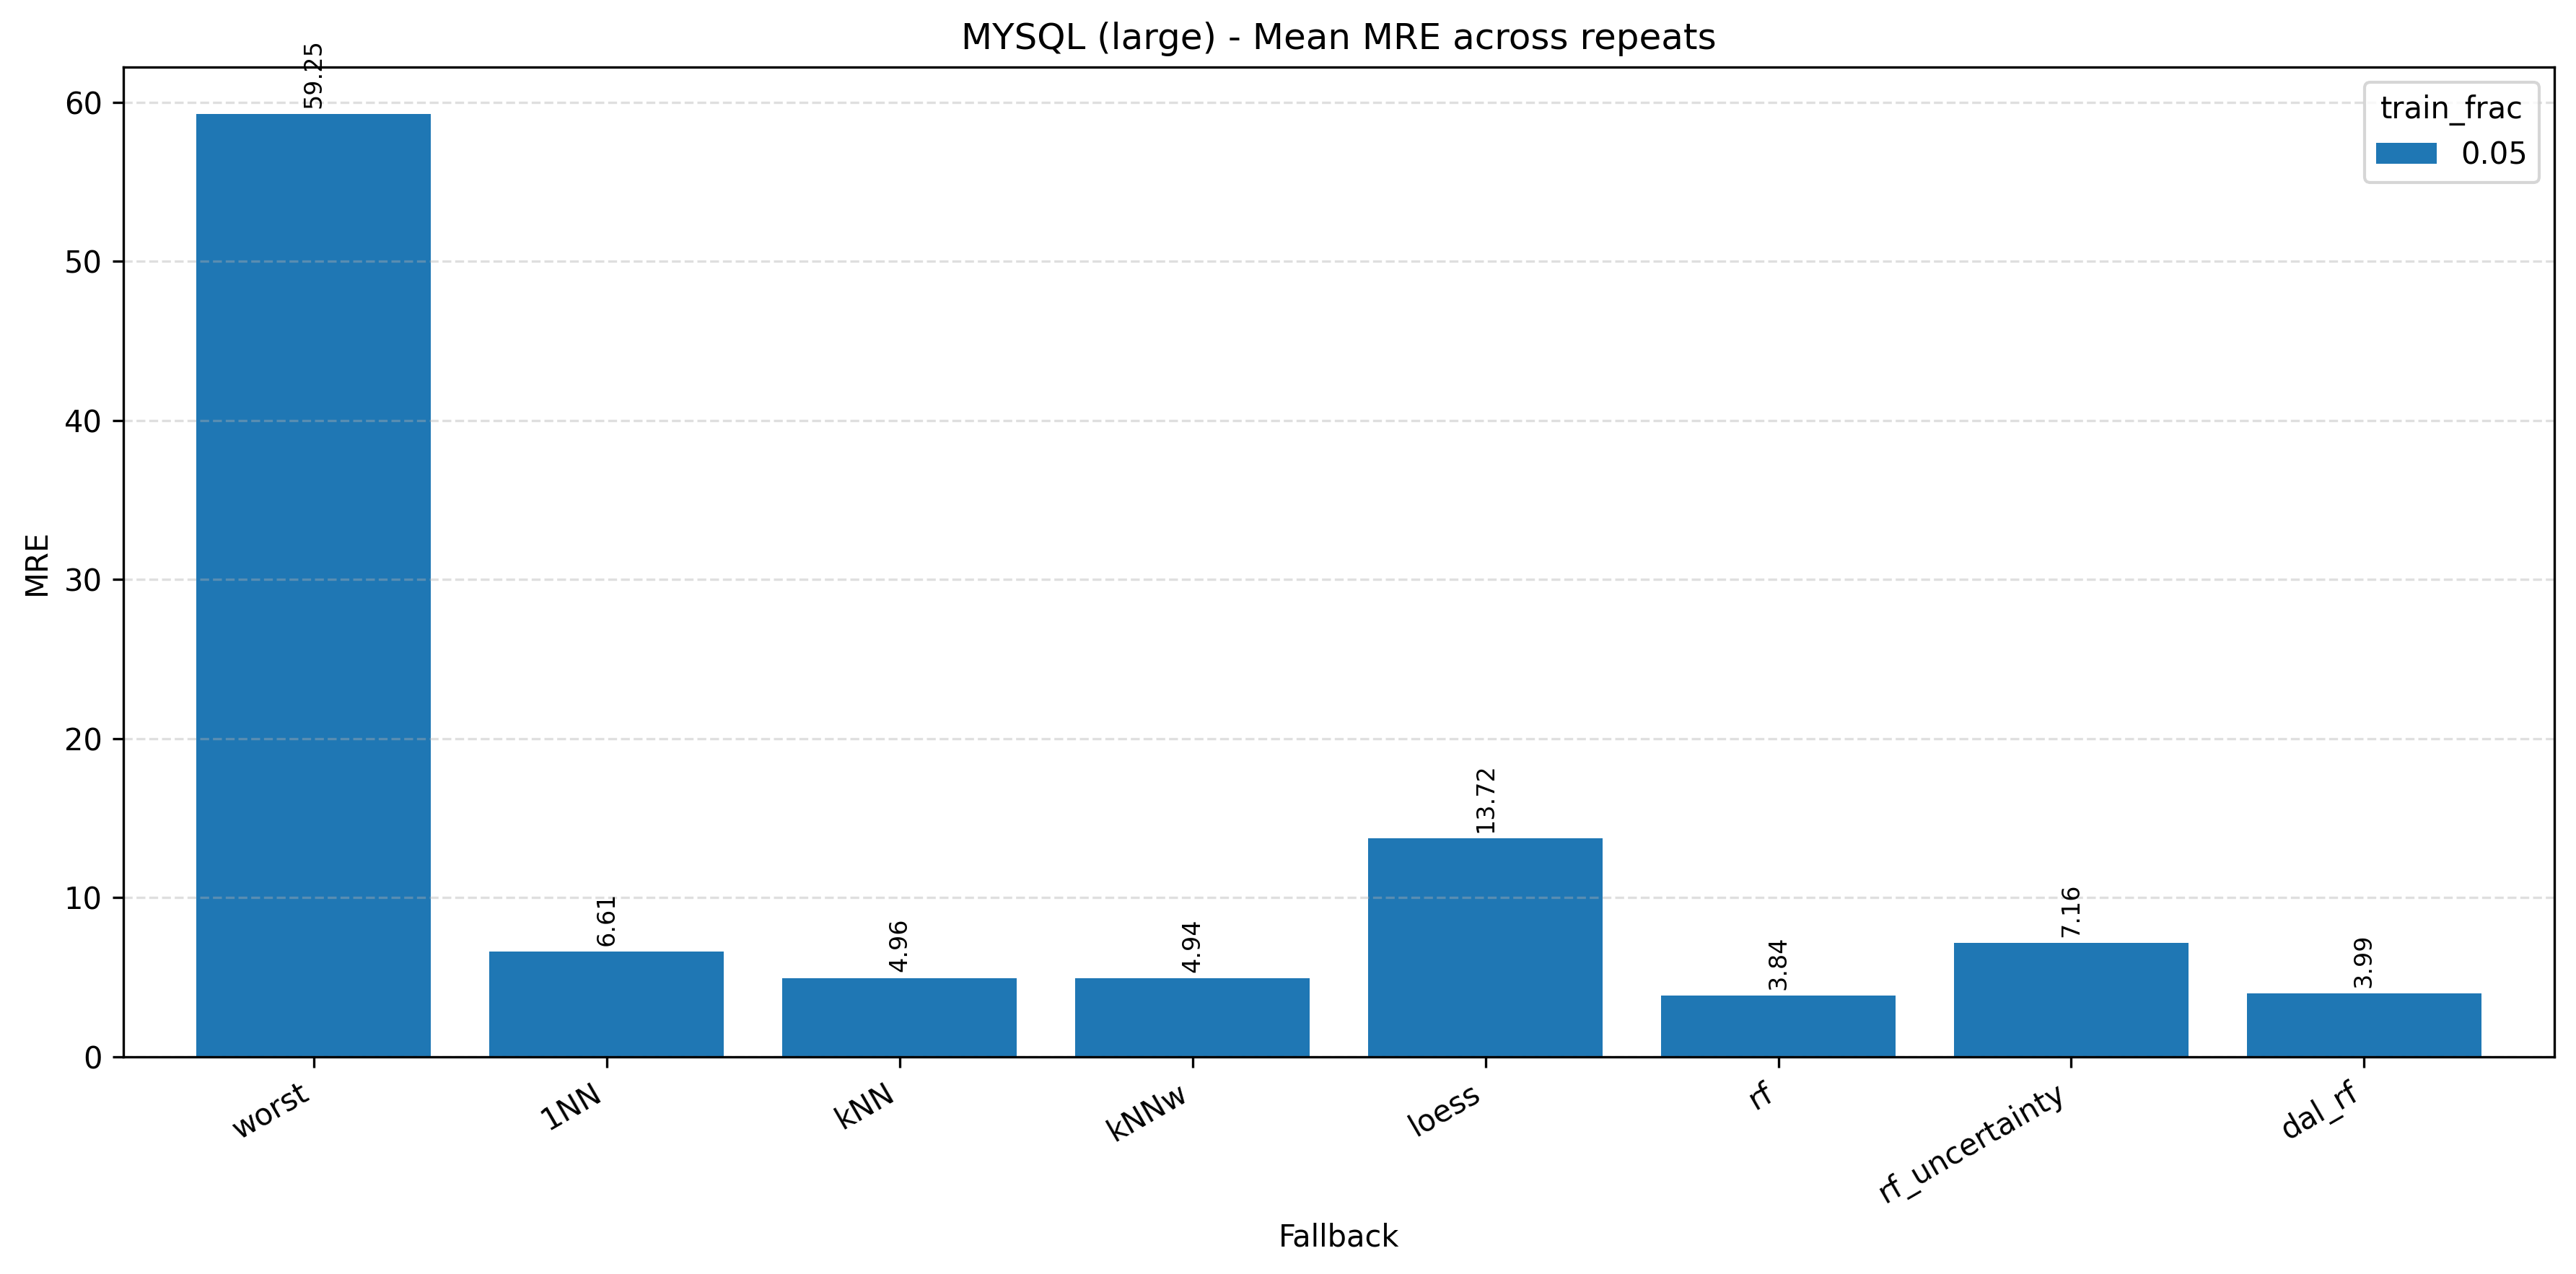 MYSQL (large) - Mean MRE across repeats
train_frac
0.05
MRE
60
50
40
30
20
10
0
59.25
6.61
4.96
4.94
13.72
3.84
7.16
3.99
worst
1NN
kNN
kNNw
loess
rf
rf_uncertainty
dal_rf
Fallback